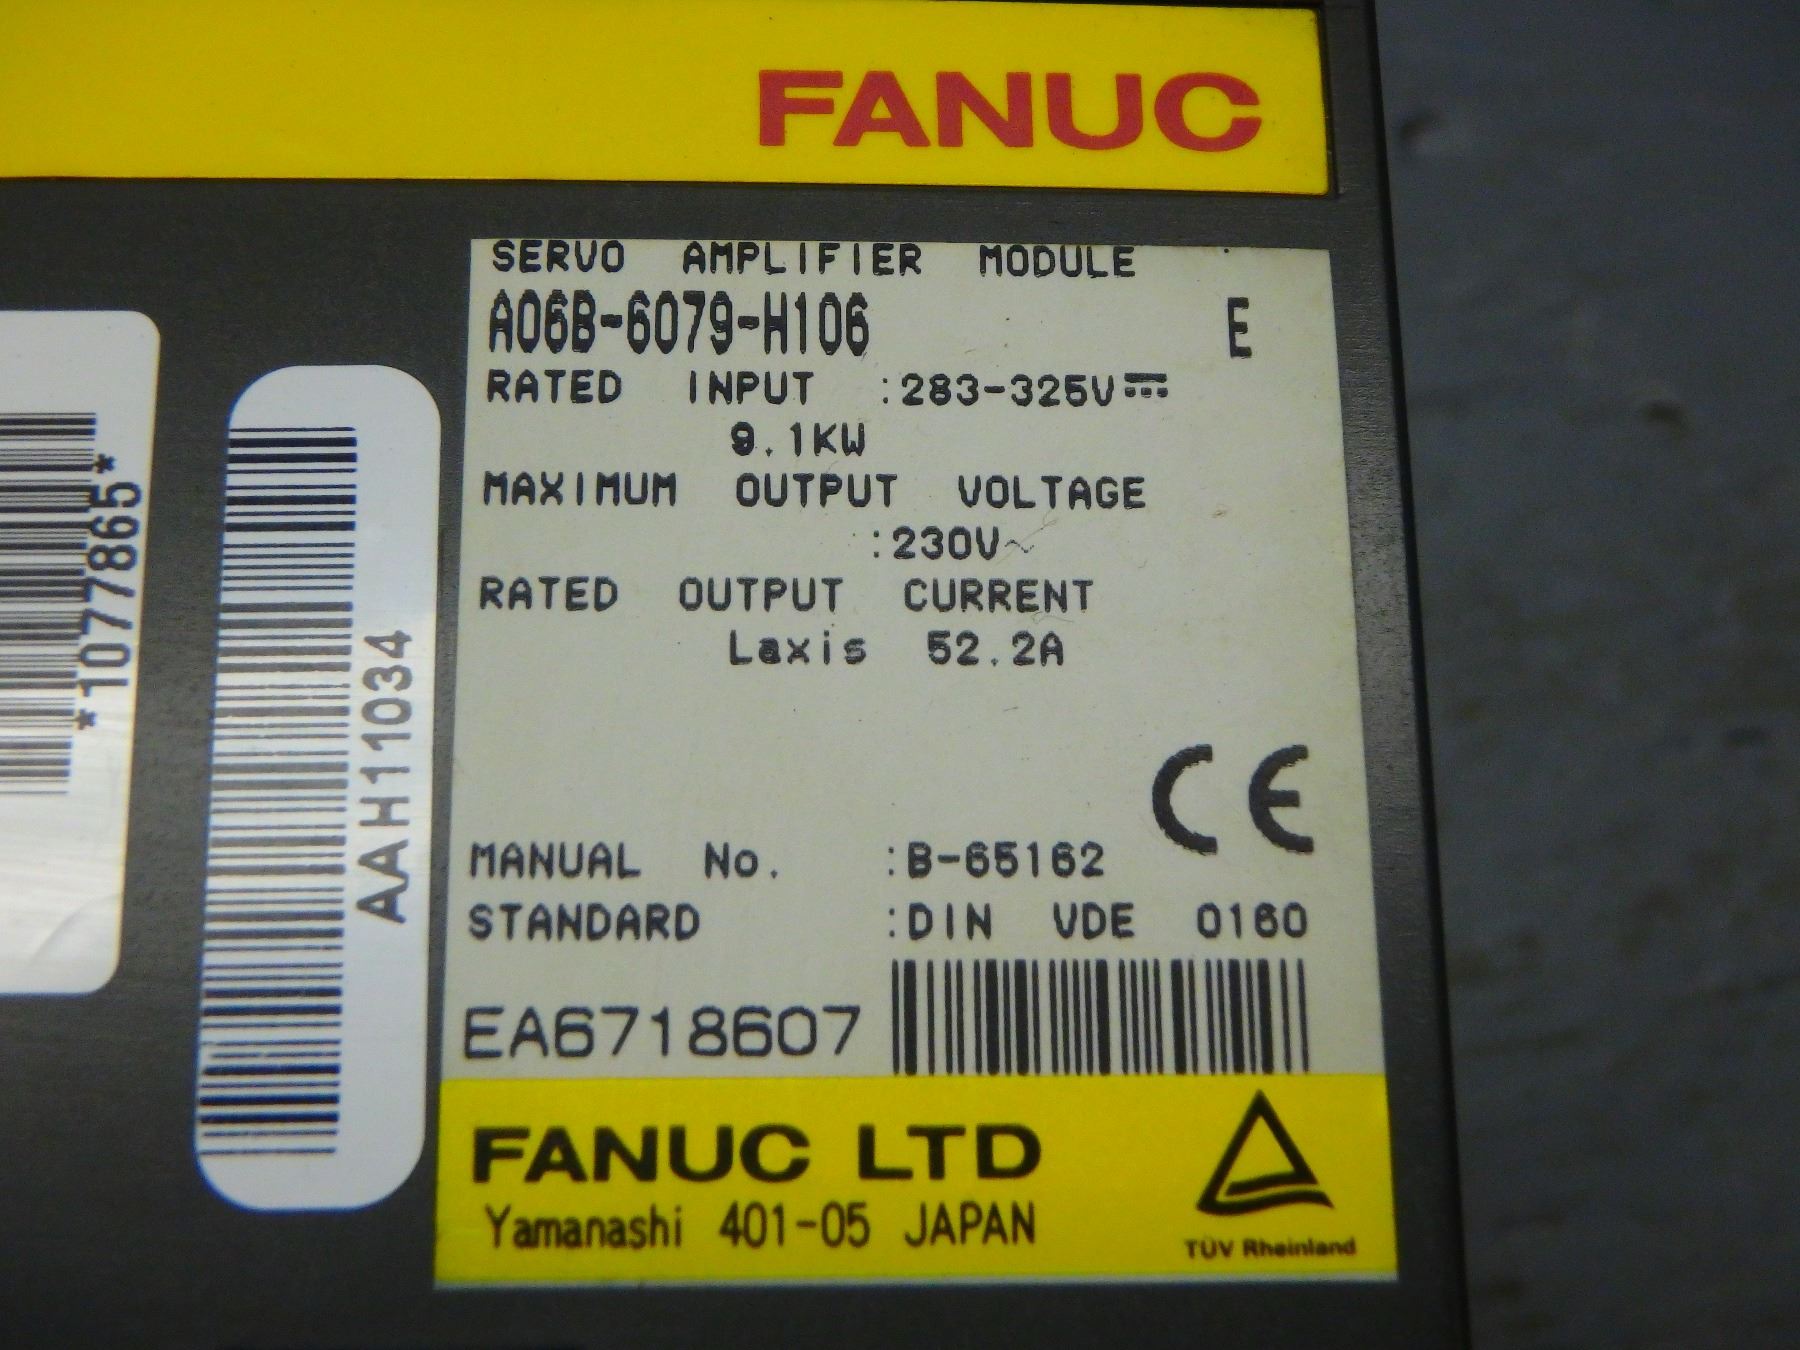 FANUC
SERVO AMPLIFIER MODULE
A06B-6079-H106 E
RATED INPUT :283-325V⎓
9.1KW
MAXIMUM OUTPUT VOLTAGE
:230V~
RATED OUTPUT CURRENT
Laxis 52.2A
CE
MANUAL No. :B-65162
STANDARD :DIN VDE 0160
EA6718607
FANUC LTD
Yamanashi 401-05 JAPAN
TÜV Rheinland
AAH11034
*1077865*